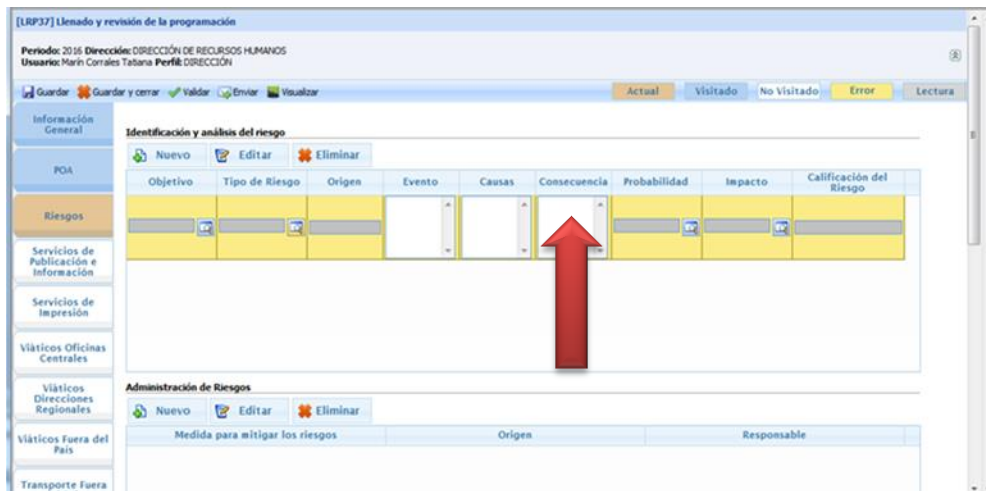 [LRP37] Llenado y revisión de la programación
Periodo: 2016 Dirección: DIRECCIÓN DE RECURSOS HUMANOS
Usuario: Marín Corrales Tatiana Perfil: DIRECCIÓN
Guardar Guardar y cerrar Validar Enviar Visualizar Actual Visitado No Visitado Error Lectura
Información
General
POA
Riesgos
Servicios de
Publicación e
Información
Servicios de
Impresión
Viáticos Oficinas
Centrales
Viáticos
Direcciones
Regionales
Viáticos Fuera del
País
Transporte Fuera
Identificación y análisis del riesgo
Nuevo Editar Eliminar
Objetivo Tipo de Riesgo Origen Evento Causas Consecuencia Probabilidad Impacto Calificación del
Riesgo
Administración de Riesgos
Nuevo Editar Eliminar
Medida para mitigar los riesgos Origen Responsable